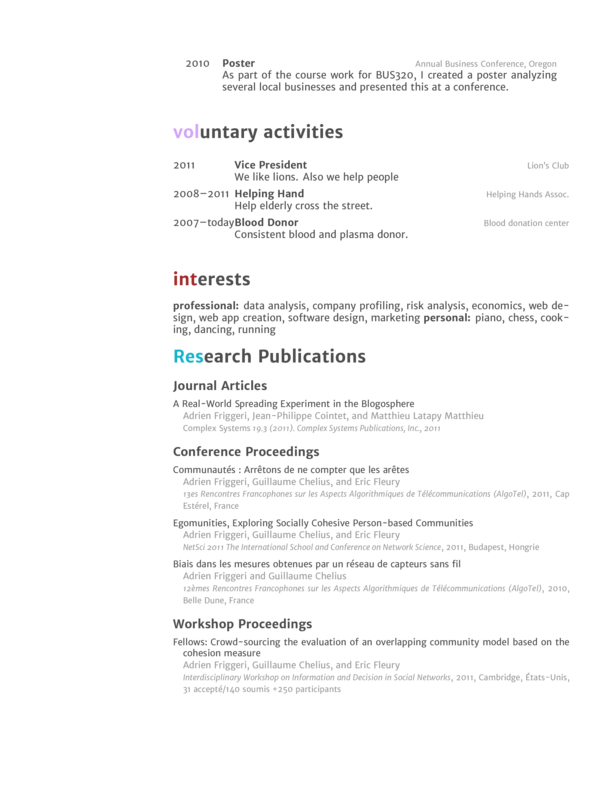 2010 Poster Annual Business Conference, Oregon
As part of the course work for BUS320, I created a poster analyzing
several local businesses and presented this at a conference.
voluntary activities
2011 Vice President Lion's Club
We like lions. Also we help people
2008–2011 Helping Hand Helping Hands Assoc.
Help elderly cross the street.
2007–today Blood Donor Blood donation center
Consistent blood and plasma donor.
interests
professional: data analysis, company profiling, risk analysis, economics, web de-
sign, web app creation, software design, marketing personal: piano, chess, cook-
ing, dancing, running
Research Publications
Journal Articles
A Real-World Spreading Experiment in the Blogosphere
Adrien Friggeri, Jean-Philippe Cointet, and Matthieu Latapy Matthieu
Complex Systems 19.3 (2011). Complex Systems Publications, Inc., 2011
Conference Proceedings
Communautés : Arrêtons de ne compter que les arêtes
Adrien Friggeri, Guillaume Chelius, and Eric Fleury
13es Rencontres Francophones sur les Aspects Algorithmiques de Télécommunications (AlgoTel), 2011, Cap
Estérel, France
Egomunities, Exploring Socially Cohesive Person-based Communities
Adrien Friggeri, Guillaume Chelius, and Eric Fleury
NetSci 2011 The International School and Conference on Network Science, 2011, Budapest, Hongrie
Biais dans les mesures obtenues par un réseau de capteurs sans fil
Adrien Friggeri and Guillaume Chelius
12èmes Rencontres Francophones sur les Aspects Algorithmiques de Télécommunications (AlgoTel), 2010,
Belle Dune, France
Workshop Proceedings
Fellows: Crowd-sourcing the evaluation of an overlapping community model based on the
cohesion measure
Adrien Friggeri, Guillaume Chelius, and Eric Fleury
Interdisciplinary Workshop on Information and Decision in Social Networks, 2011, Cambridge, États-Unis,
31 accepté/140 soumis +250 participants